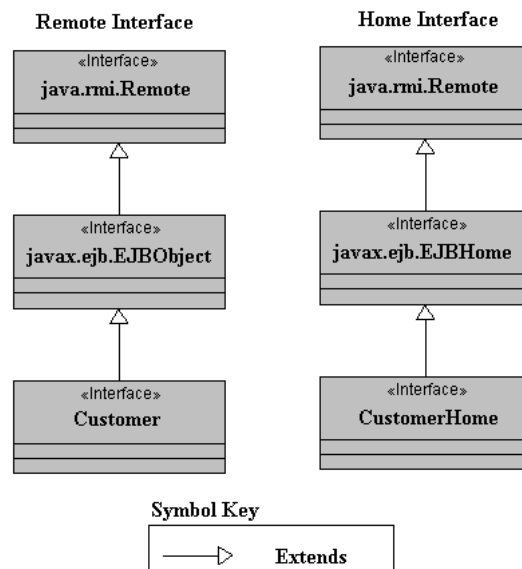 Remote Interface
«Interface»
java.rmi.Remote
«Interface»
javax.ejb.EJBObject
«Interface»
Customer
Home Interface
«Interface»
java.rmi.Remote
«Interface»
javax.ejb.EJBHome
«Interface»
CustomerHome
Symbol Key
Extends